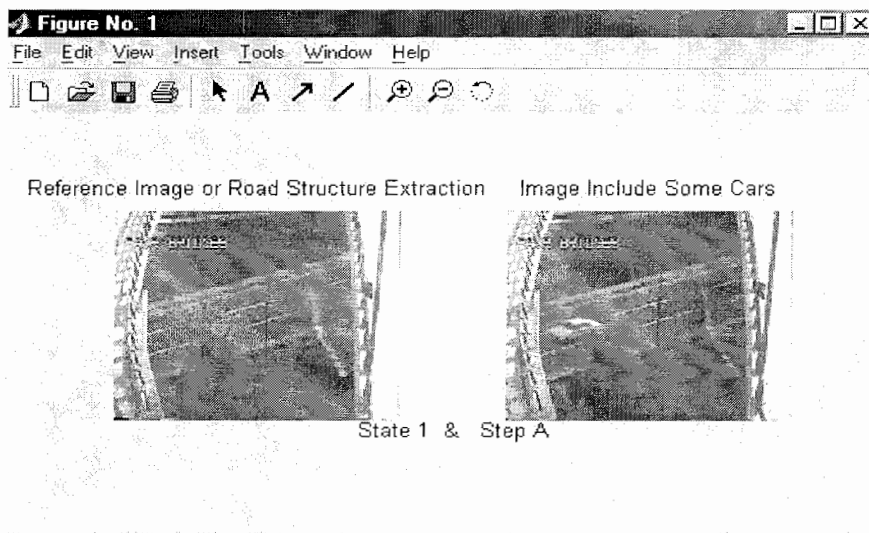 Figure No. 1
File Edit View Insert Tools Window Help
A
Reference Image or Road Structure Extraction
Image Include Some Cars
State 1 & Step A